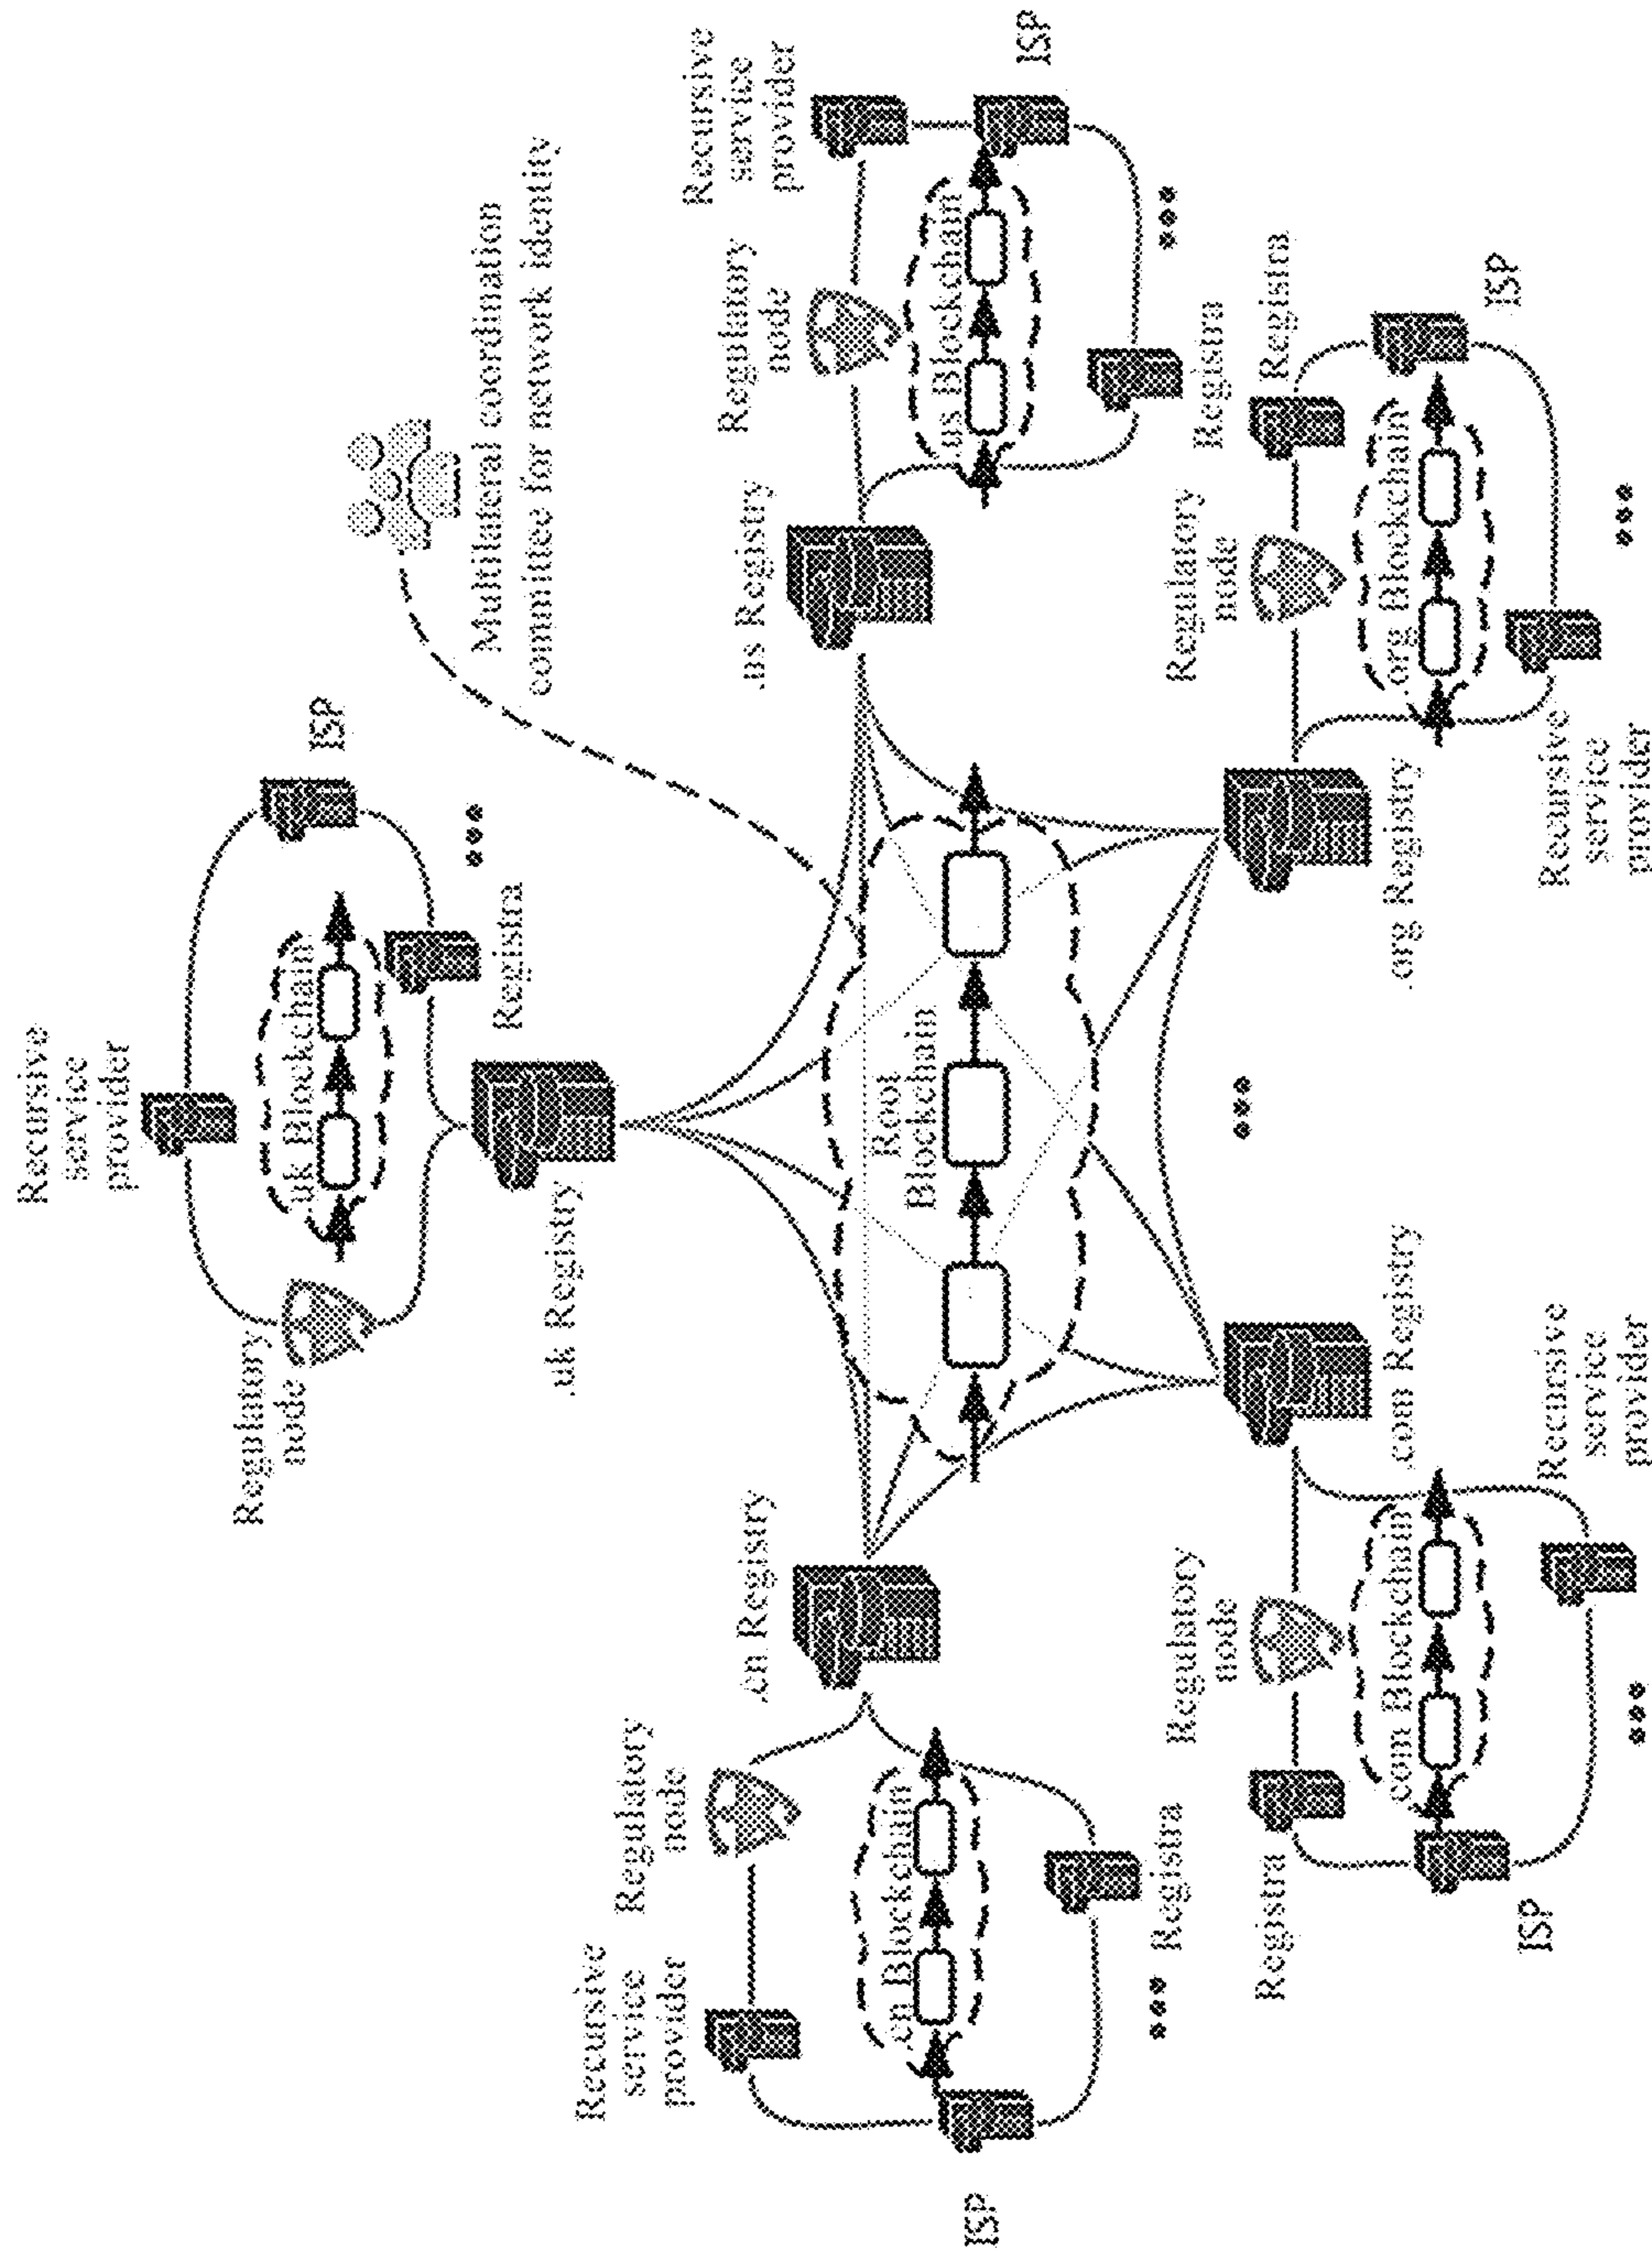 Recursive
service
provider
Regulatory
node
ISP
.uk Blockchain
Registra
.uk Registry
Multilateral coordination
committee for network identity
Recursive
service
provider
Regulatory
node
.cn Registry
.cn Blockchain
ISP
Registra
Root
Blockchain
.us Registry
Regulatory
node
Recursive
service
provider
.us Blockchain
ISP
Registra
Registra
Regulatory
node
.com Registry
.com Blockchain
ISP
Recursive
service
provider
.org Registry
Regulatory
node
Registra
.org Blockchain
ISP
Recursive
service
provider